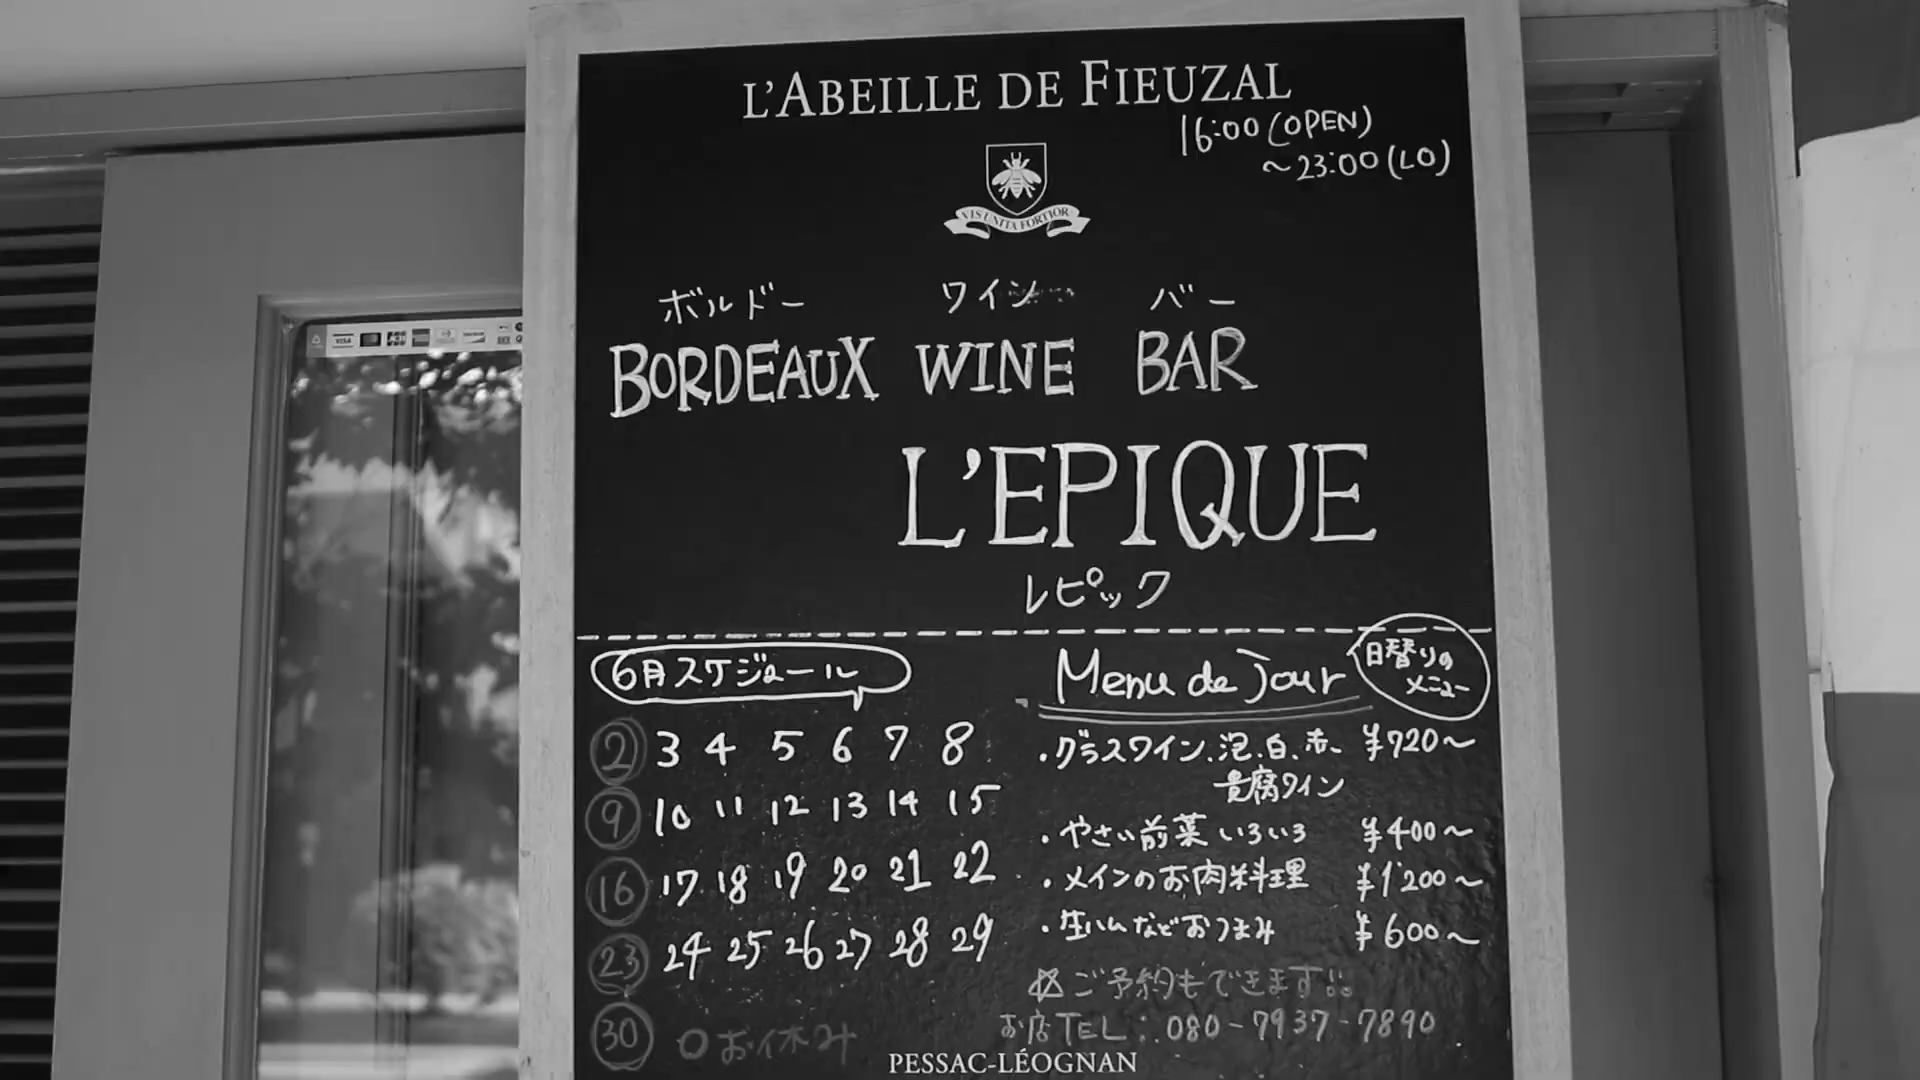 L'ABEILLE DE FIEUZAL
16:00 (OPEN)
~23:00 (LO)
VIS UNITA FORTIOR
ボルドー ワイン バー
BORDEAUX WINE BAR
L'EPIQUE
レピック
6月スケジュール
2 3 4 5 6 7 8
9 10 11 12 13 14 15
16 17 18 19 20 21 22
23 24 25 26 27 28 29
30 ○お休み
Menu de jour
日替りの
メニュー
・グラスワイン、泡、白、赤、 ¥720~
貴腐ワイン
・やさい前菜いろいろ ¥400~
・メインのお肉料理 ¥1'200~
・生ハムなどおつまみ ¥600~
☆ご予約もできます!!
お店TEL:080-7937-7890
PESSAC-LÉOGNAN
VISA
JCB